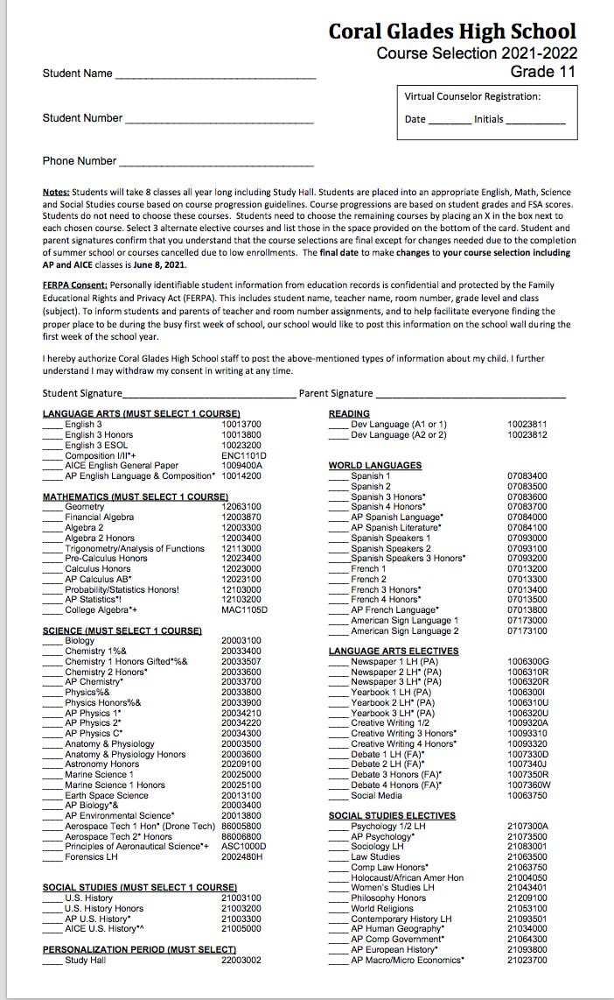 Coral Glades High School
Course Selection 2021-2022
Grade 11
Student Name ___________________________________
Virtual Counselor Registration:
Date ________ Initials ___________
Student Number _________________________________
Phone Number __________________________________
Notes: Students will take 8 classes all year long including Study Hall. Students are placed into an appropriate English, Math, Science
and Social Studies course based on course progression guidelines. Course progressions are based on student grades and FSA scores.
Students do not need to choose these courses. Students need to choose the remaining courses by placing an X in the box next to
each chosen course. Select 3 alternate elective courses and list those in the space provided on the bottom of the card. Student and
parent signatures confirm that you understand that the course selections are final except for changes needed due to the completion
of summer school or courses cancelled due to low enrollments. The final date to make changes to your course selection including
AP and AICE classes is June 8, 2021.
FERPA Consent: Personally identifiable student information from education records is confidential and protected by the Family
Educational Rights and Privacy Act (FERPA). This includes student name, teacher name, room number, grade level and class
(subject). To inform students and parents of teacher and room number assignments, and to help facilitate everyone finding the
proper place to be during the busy first week of school, our school would like to post this information on the school wall during the
first week of the school year.
I hereby authorize Coral Glades High School staff to post the above-mentioned types of information about my child. I further
understand I may withdraw my consent in writing at any time.
Student Signature______________________________ Parent Signature _________________________________
LANGUAGE ARTS (MUST SELECT 1 COURSE)
____ English 3 10013700
____ English 3 Honors 10013800
____ English 3 ESOL 10023200
____ Composition I/II*+ ENC1101D
____ AICE English General Paper 1009400A
____ AP English Language & Composition* 10014200
MATHEMATICS (MUST SELECT 1 COURSE)
____ Geometry 12063100
____ Financial Algebra 12003870
____ Algebra 2 12003300
____ Algebra 2 Honors 12003400
____ Trigonometry/Analysis of Functions 12113000
____ Pre-Calculus Honors 12023400
____ Calculus Honors 12023000
____ AP Calculus AB* 12023100
____ Probability/Statistics Honors! 12103000
____ AP Statistics*! 12103200
____ College Algebra*+ MAC1105D
SCIENCE (MUST SELECT 1 COURSE)
____ Biology 20003100
____ Chemistry 1%& 20033400
____ Chemistry 1 Honors Gifted*%& 20033507
____ Chemistry 2 Honors* 20033600
____ AP Chemistry* 20033700
____ Physics%& 20033800
____ Physics Honors%& 20033900
____ AP Physics 1* 20034210
____ AP Physics 2* 20034220
____ AP Physics C* 20034300
____ Anatomy & Physiology 20003500
____ Anatomy & Physiology Honors 20003600
____ Astronomy Honors 20209100
____ Marine Science 1 20025000
____ Marine Science 1 Honors 20025100
____ Earth Space Science 20013100
____ AP Biology*& 20003400
____ AP Environmental Science* 20013800
____ Aerospace Tech 1 Hon* (Drone Tech) 86005800
____ Aerospace Tech 2* Honors 86006800
____ Principles of Aeronautical Science*+ ASC1000D
____ Forensics LH 2002480H
SOCIAL STUDIES (MUST SELECT 1 COURSE)
____ U.S. History 21003100
____ U.S. History Honors 21003200
____ AP U.S. History* 21003300
____ AICE U.S. History*^ 21005000
PERSONALIZATION PERIOD (MUST SELECT)
____ Study Hall 22003002
READING
____ Dev Language (A1 or 1) 10023811
____ Dev Language (A2 or 2) 10023812
WORLD LANGUAGES
____ Spanish 1 07083400
____ Spanish 2 07083500
____ Spanish 3 Honors* 07083600
____ Spanish 4 Honors* 07083700
____ AP Spanish Language* 07084000
____ AP Spanish Literature* 07084100
____ Spanish Speakers 1 07093000
____ Spanish Speakers 2 07093100
____Spanish Speakers 3 Honors* 07093200
____ French 1 07013200
____ French 2 07013300
____ French 3 Honors* 07013400
____ French 4 Honors* 07013500
____ AP French Language* 07013800
____ American Sign Language 1 07173000
____ American Sign Language 2 07173100
LANGUAGE ARTS ELECTIVES
____ Newspaper 1 LH (PA) 1006300G
____ Newspaper 2 LH* (PA) 1006310R
____ Newspaper 3 LH* (PA) 1006320R
____ Yearbook 1 LH (PA) 1006300I
____ Yearbook 2 LH* (PA) 1006310U
____ Yearbook 3 LH* (PA) 1006320U
____ Creative Writing 1/2 1009320A
____ Creative Writing 3 Honors* 10093310
____ Creative Writing 4 Honors* 10093320
____ Debate 1 LH (FA)* 1007330D
____ Debate 2 LH (FA)* 1007340J
____ Debate 3 Honors (FA)* 1007350R
____ Debate 4 Honors (FA)* 1007360W
____ Social Media 10063750
SOCIAL STUDIES ELECTIVES
____ Psychology 1/2 LH 2107300A
____ AP Psychology* 21073500
____ Sociology LH 21083001
____ Law Studies 21063500
____ Comp Law Honors* 21063750
____ Holocaust/African Amer Hon 21004050
____ Women's Studies LH 21043401
____ Philosophy Honors 21209100
____ World Religions 21053100
____ Contemporary History LH 21093501
____ AP Human Geography* 21034000
____ AP Comp Government* 21064300
____ AP European History* 21093800
____ AP Macro/Micro Economics* 21023700